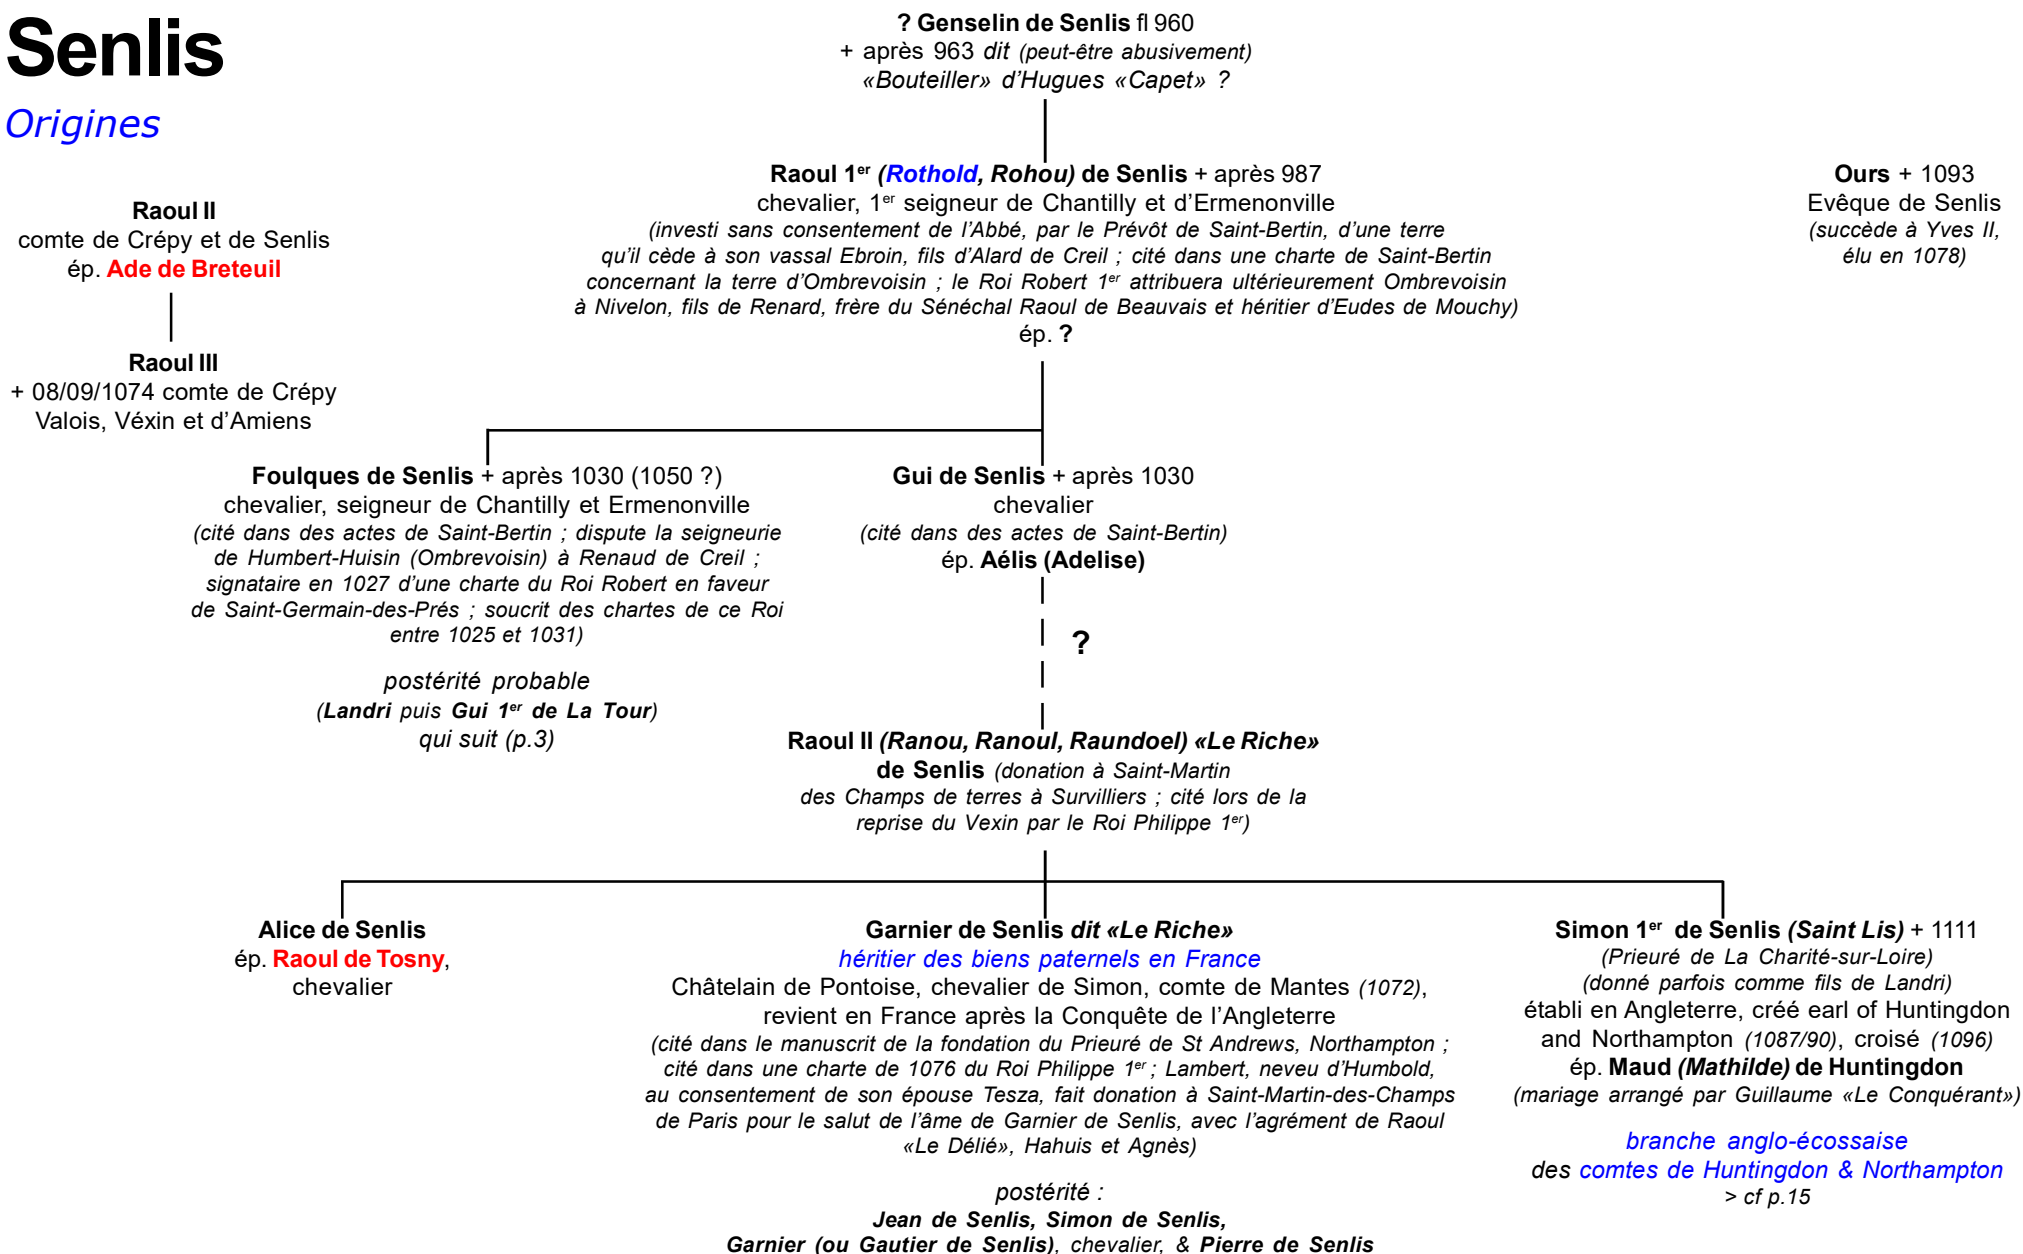 Senlis
Origines
? Genselin de Senlis fl 960
+ après 963 dit (peut-être abusivement)
«Bouteiller» d’Hugues «Capet» ?
Raoul 1er (Rothold, Rohou) de Senlis + après 987
chevalier, 1er seigneur de Chantilly et d’Ermenonville
(investi sans consentement de l’Abbé, par le Prévôt de Saint-Bertin, d’une terre
qu’il cède à son vassal Ebroin, fils d’Alard de Creil ; cité dans une charte de Saint-Bertin
concernant la terre d’Ombrevoisin ; le Roi Robert 1er attribuera ultérieurement Ombrevoisin
à Nivelon, fils de Renard, frère du Sénéchal Raoul de Beauvais et héritier d’Eudes de Mouchy)
ép. ?
Ours + 1093
Evêque de Senlis
(succède à Yves II,
élu en 1078)
Raoul II
comte de Crépy et de Senlis
ép. Ade de Breteuil
Raoul III
+ 08/09/1074 comte de Crépy
Valois, Véxin et d’Amiens
Foulques de Senlis + après 1030 (1050 ?)
chevalier, seigneur de Chantilly et Ermenonville
(cité dans des actes de Saint-Bertin ; dispute la seigneurie
de Humbert-Huisin (Ombrevoisin) à Renaud de Creil ;
signataire en 1027 d’une charte du Roi Robert en faveur
de Saint-Germain-des-Prés ; soucrit des chartes de ce Roi
entre 1025 et 1031)
postérité probable
(Landri puis Gui 1er de La Tour)
qui suit (p.3)
Gui de Senlis + après 1030
chevalier
(cité dans des actes de Saint-Bertin)
ép. Aélis (Adelise)
?
Raoul II (Ranou, Ranoul, Raundoel) «Le Riche»
de Senlis (donation à Saint-Martin
des Champs de terres à Survilliers ; cité lors de la
reprise du Vexin par le Roi Philippe 1er)
Alice de Senlis
ép. Raoul de Tosny,
chevalier
Garnier de Senlis dit «Le Riche»
héritier des biens paternels en France
Châtelain de Pontoise, chevalier de Simon, comte de Mantes (1072),
revient en France après la Conquête de l’Angleterre
(cité dans le manuscrit de la fondation du Prieuré de St Andrews, Northampton ;
cité dans une charte de 1076 du Roi Philippe 1er ; Lambert, neveu d’Humbold,
au consentement de son épouse Tesza, fait donation à Saint-Martin-des-Champs
de Paris pour le salut de l’âme de Garnier de Senlis, avec l’agrément de Raoul
«Le Délié», Hahuis et Agnès)
postérité :
Jean de Senlis, Simon de Senlis,
Garnier (ou Gautier de Senlis), chevalier, & Pierre de Senlis
Simon 1er de Senlis (Saint Lis) + 1111
(Prieuré de La Charité-sur-Loire)
(donné parfois comme fils de Landri)
établi en Angleterre, créé earl of Huntingdon
and Northampton (1087/90), croisé (1096)
ép. Maud (Mathilde) de Huntingdon
(mariage arrangé par Guillaume «Le Conquérant»)
branche anglo-écossaise
des comtes de Huntingdon & Northampton
> cf p.15